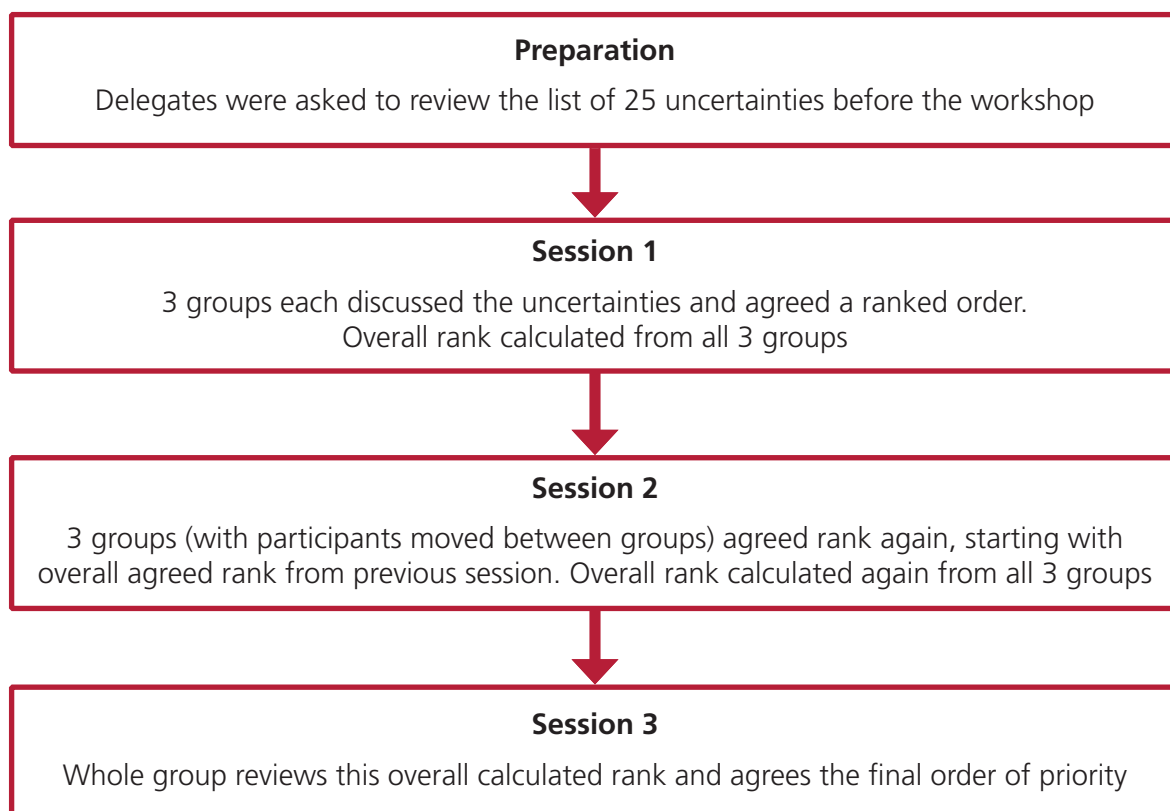 Preparation
Delegates were asked to review the list of 25 uncertainties before the workshop
Session 1
3 groups each discussed the uncertainties and agreed a ranked order.
Overall rank calculated from all 3 groups
Session 2
3 groups (with participants moved between groups) agreed rank again, starting with
overall agreed rank from previous session. Overall rank calculated again from all 3 groups
Session 3
Whole group reviews this overall calculated rank and agrees the final order of priority